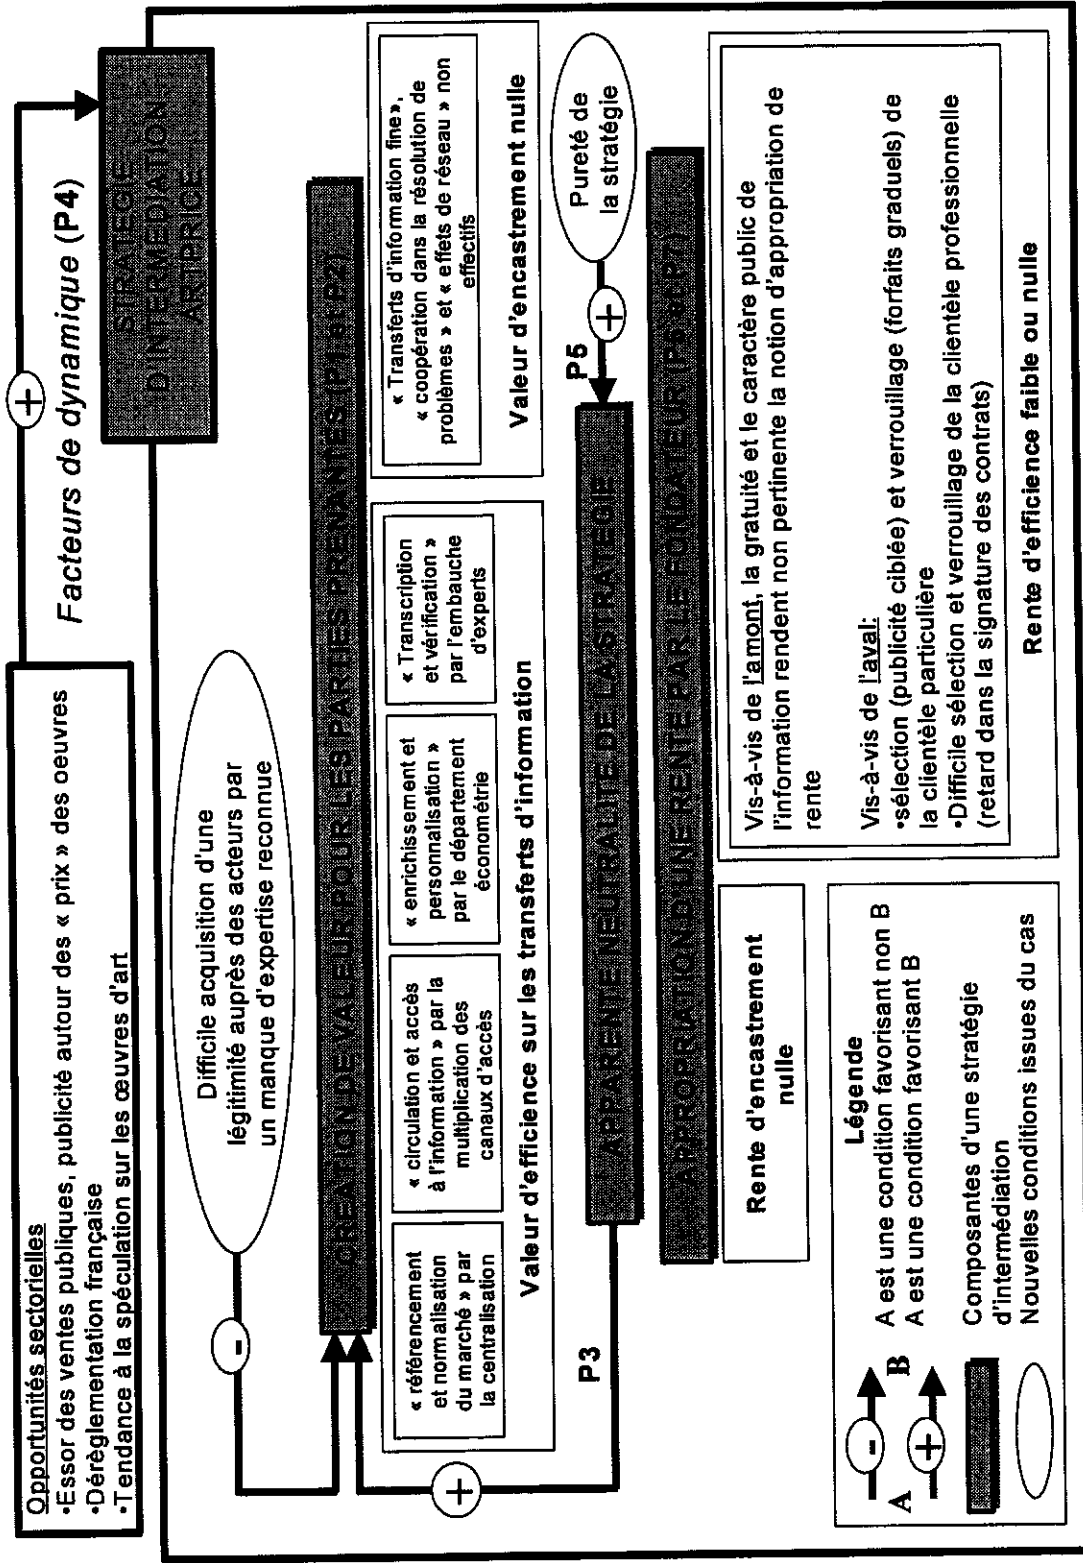 Opportunités sectorielles
•Essor des ventes publiques, publicité autour des « prix » des oeuvres
•Dérèglementation française
•Tendance à la spéculation sur les œuvres d'art
+
Facteurs de dynamique (P4)
STRATEGIE
D'INTERMEDIATION
ARTPRICE
Difficile acquisition d'une
légitimité auprès des acteurs par
un manque d'expertise reconnue
-
CREATION DE VALEUR POUR LES PARTIES PRENANTES (P1 et P2)
« référencement
et normalisation
du marché » par
la centralisation
« circulation et accès
à l'information » par la
multiplication des
canaux d'accès
« enrichissement et
personnalisation »
par le département
économétrie
« Transcription
et vérification »
par l'embauche
d'experts
Valeur d'efficience sur les transferts d'information
« Transferts d'information fine»,
« coopération dans la résolution de
problèmes » et « effets de réseau » non
effectifs
Valeur d'encastrement nulle
+
P3
APPARENTE NEUTRALITE DE LA STRATEGIE
P5
+
Pureté de
la stratégie
APPROPRIATION D'UNE RENTE PAR LE FONDATEUR (P6 et P7)
Rente d'encastrement
nulle
Vis-à-vis de l'amont, la gratuité et le caractère public de
l'information rendent non pertinente la notion d'appropriation de
rente
Vis-à-vis de l'aval:
•sélection (publicité ciblée) et verrouillage (forfaits graduels) de
la clientèle particulière
•Difficile sélection et verrouillage de la clientèle professionnelle
(retard dans la signature des contrats)
Rente d'efficience faible ou nulle
Légende
A - B A est une condition favorisant non B
+ A est une condition favorisant B
Composantes d'une stratégie
d'intermédiation
Nouvelles conditions issues du cas